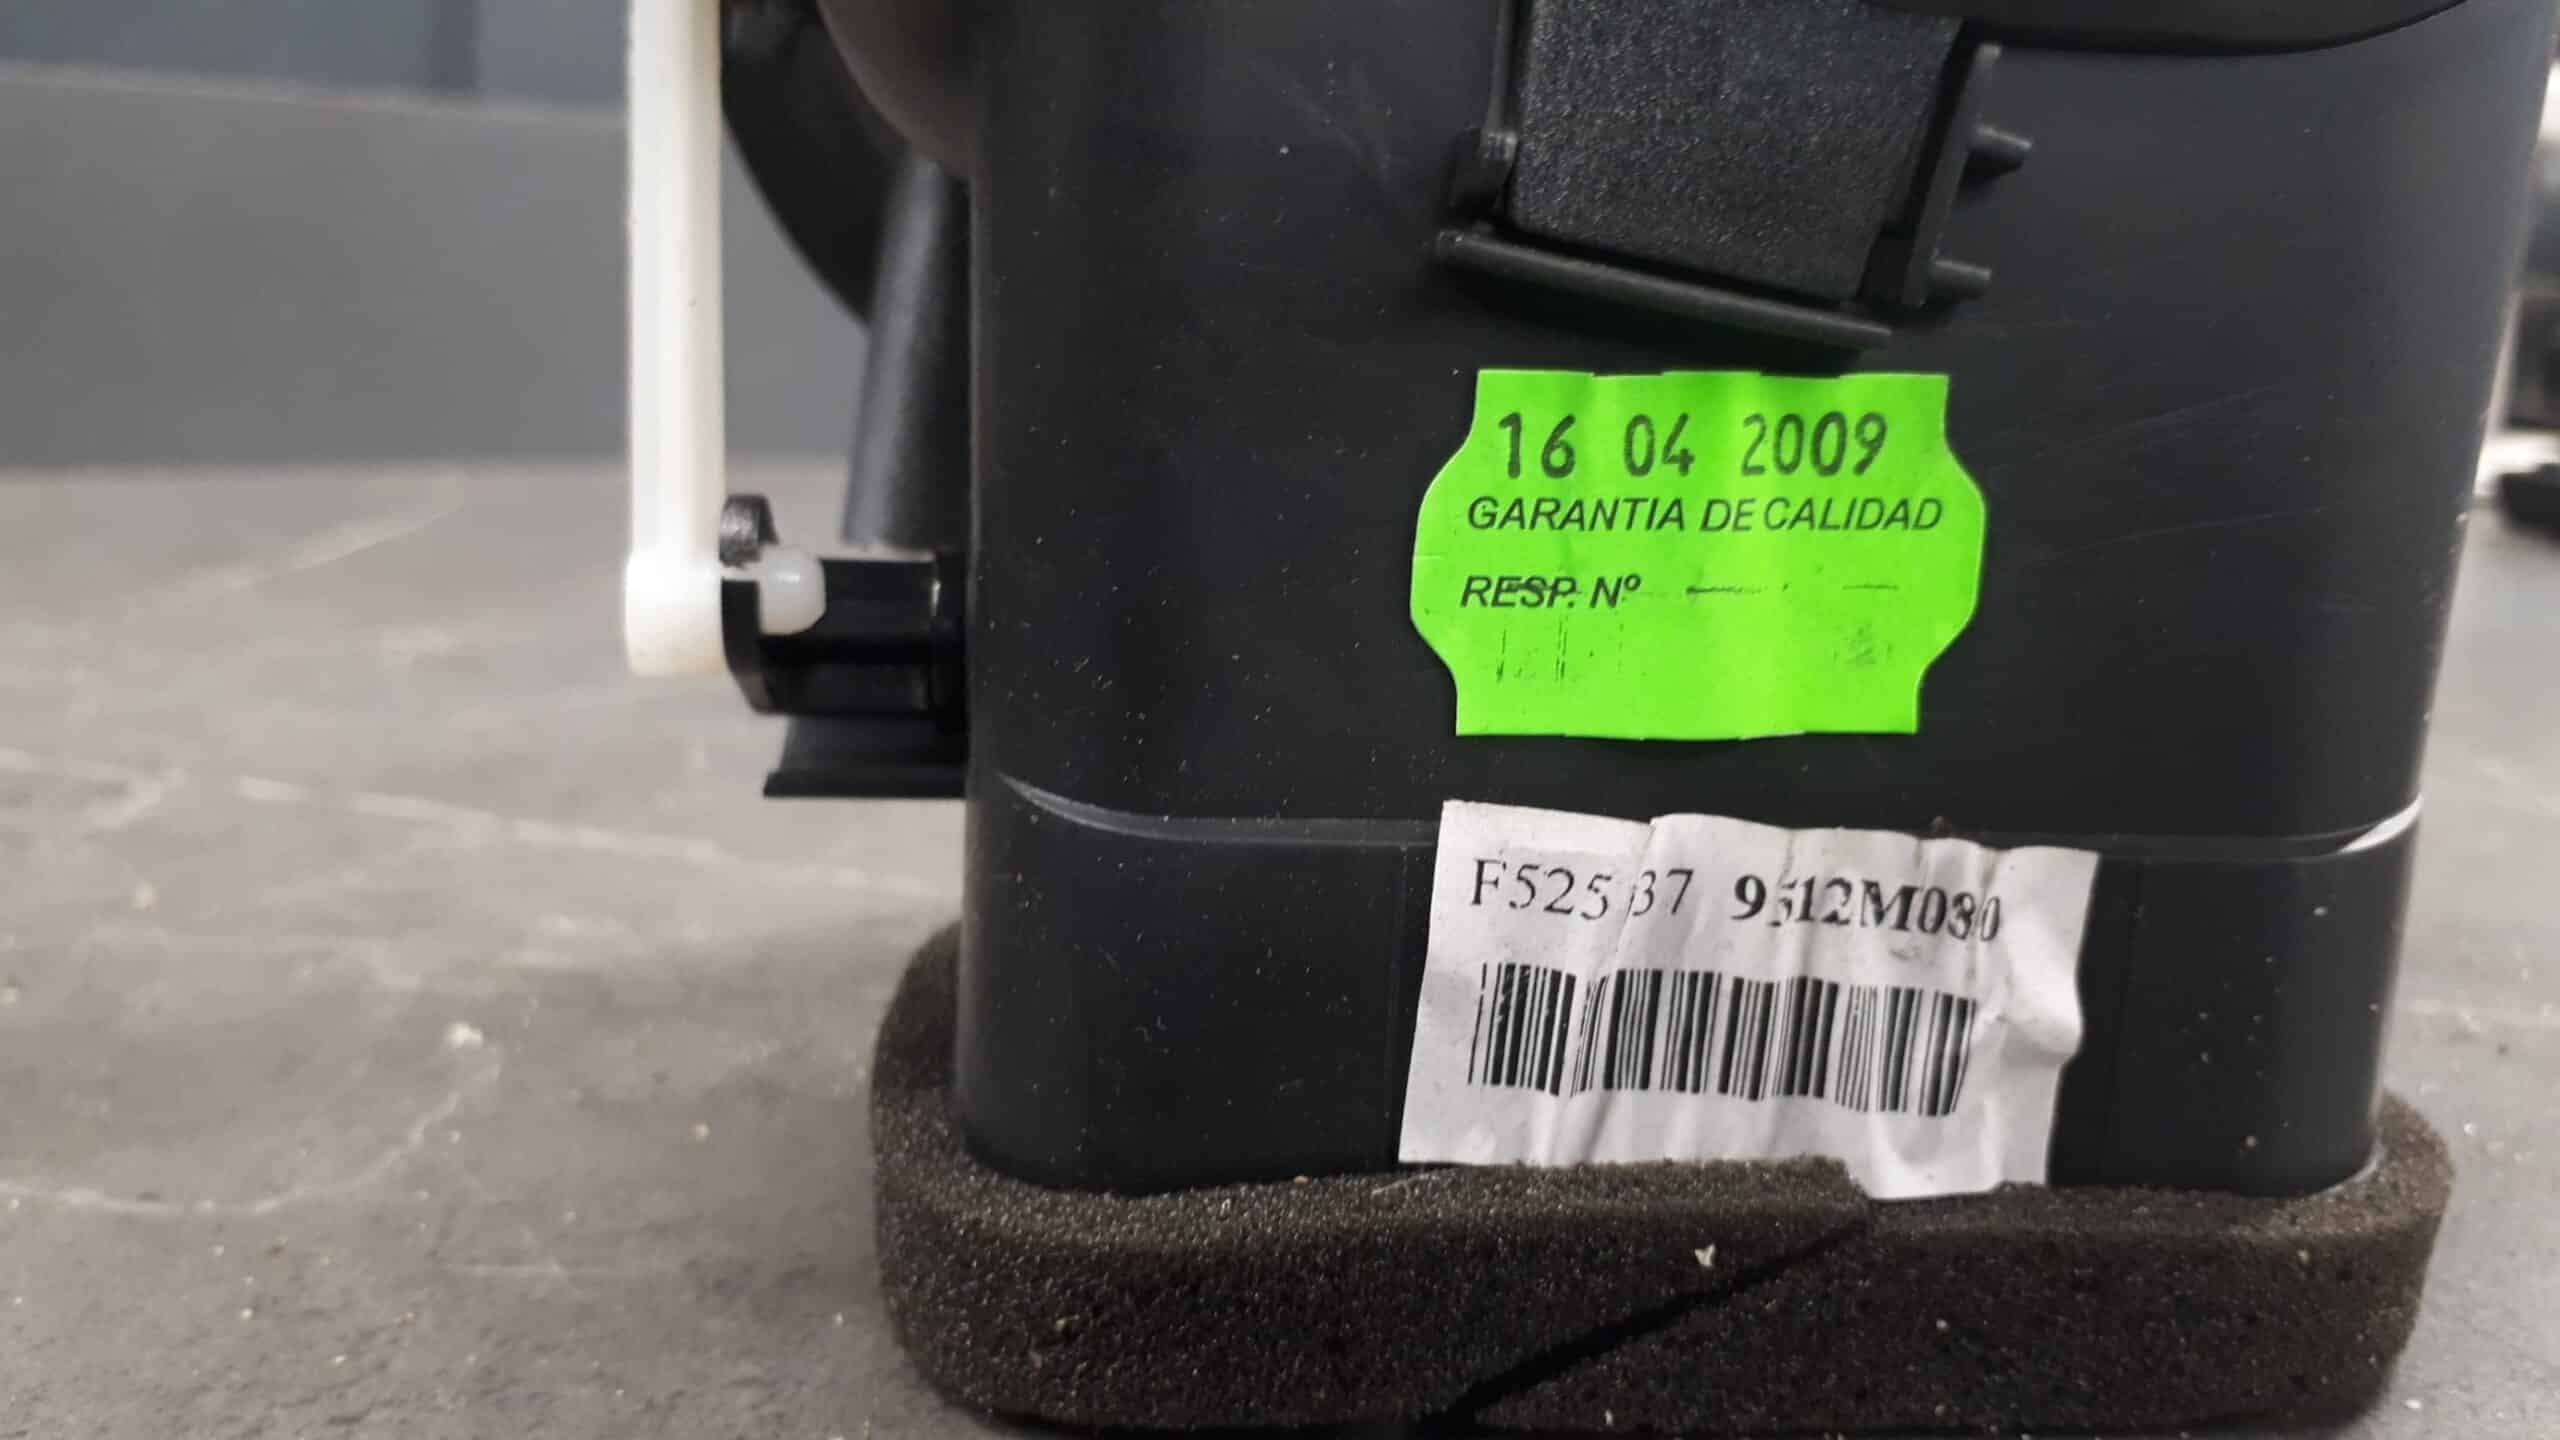 16 04 2009
GARANTIA DE CALIDAD
RESP. Nº